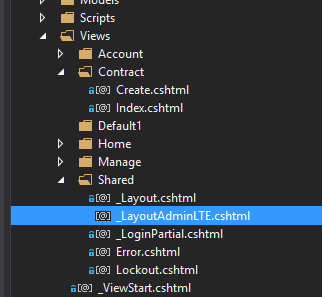 Models
Scripts
Views
Account
Contract
Create.cshtml
Index.cshtml
Default1
Home
Manage
Shared
_Layout.cshtml
_LayoutAdminLTE.cshtml
_LoginPartial.cshtml
Error.cshtml
Lockout.cshtml
_ViewStart.cshtml